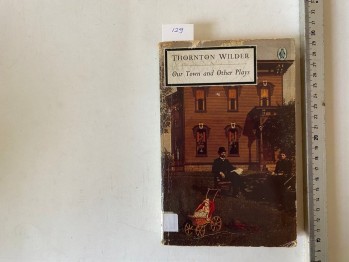 129
THORNTON WILDER
Our Town and Other Plays